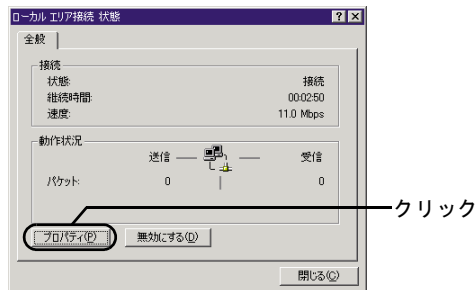 ローカル エリア接続 状態
全般
接続
状態: 接続
継続時間: 00:02:50
速度: 11.0 Mbps
動作状況
送信 受信
パケット: 0 0
クリック
プロパティ(P) 無効にする(D)
閉じる(C)